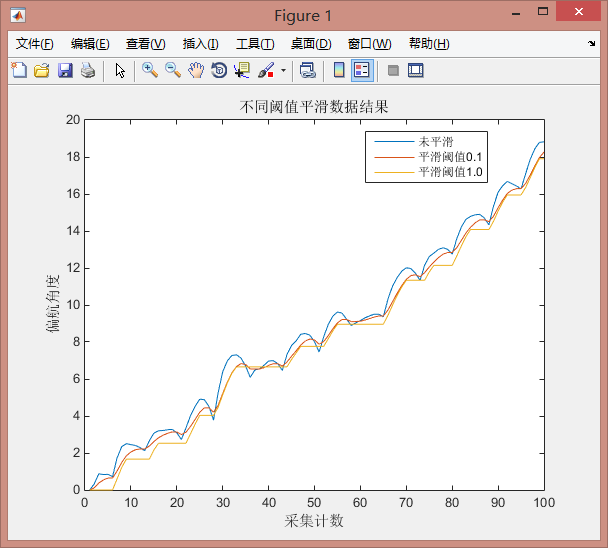 Figure 1
文件(F) 编辑(E) 查看(V) 插入(I) 工具(T) 桌面(D) 窗口(W) 帮助(H)
不同阈值平滑数据结果
未平滑
平滑阈值0.1
平滑阈值1.0
20
18
16
14
12
10
8
6
4
2
0
偏航角度
0 10 20 30 40 50 60 70 80 90 100
采集计数